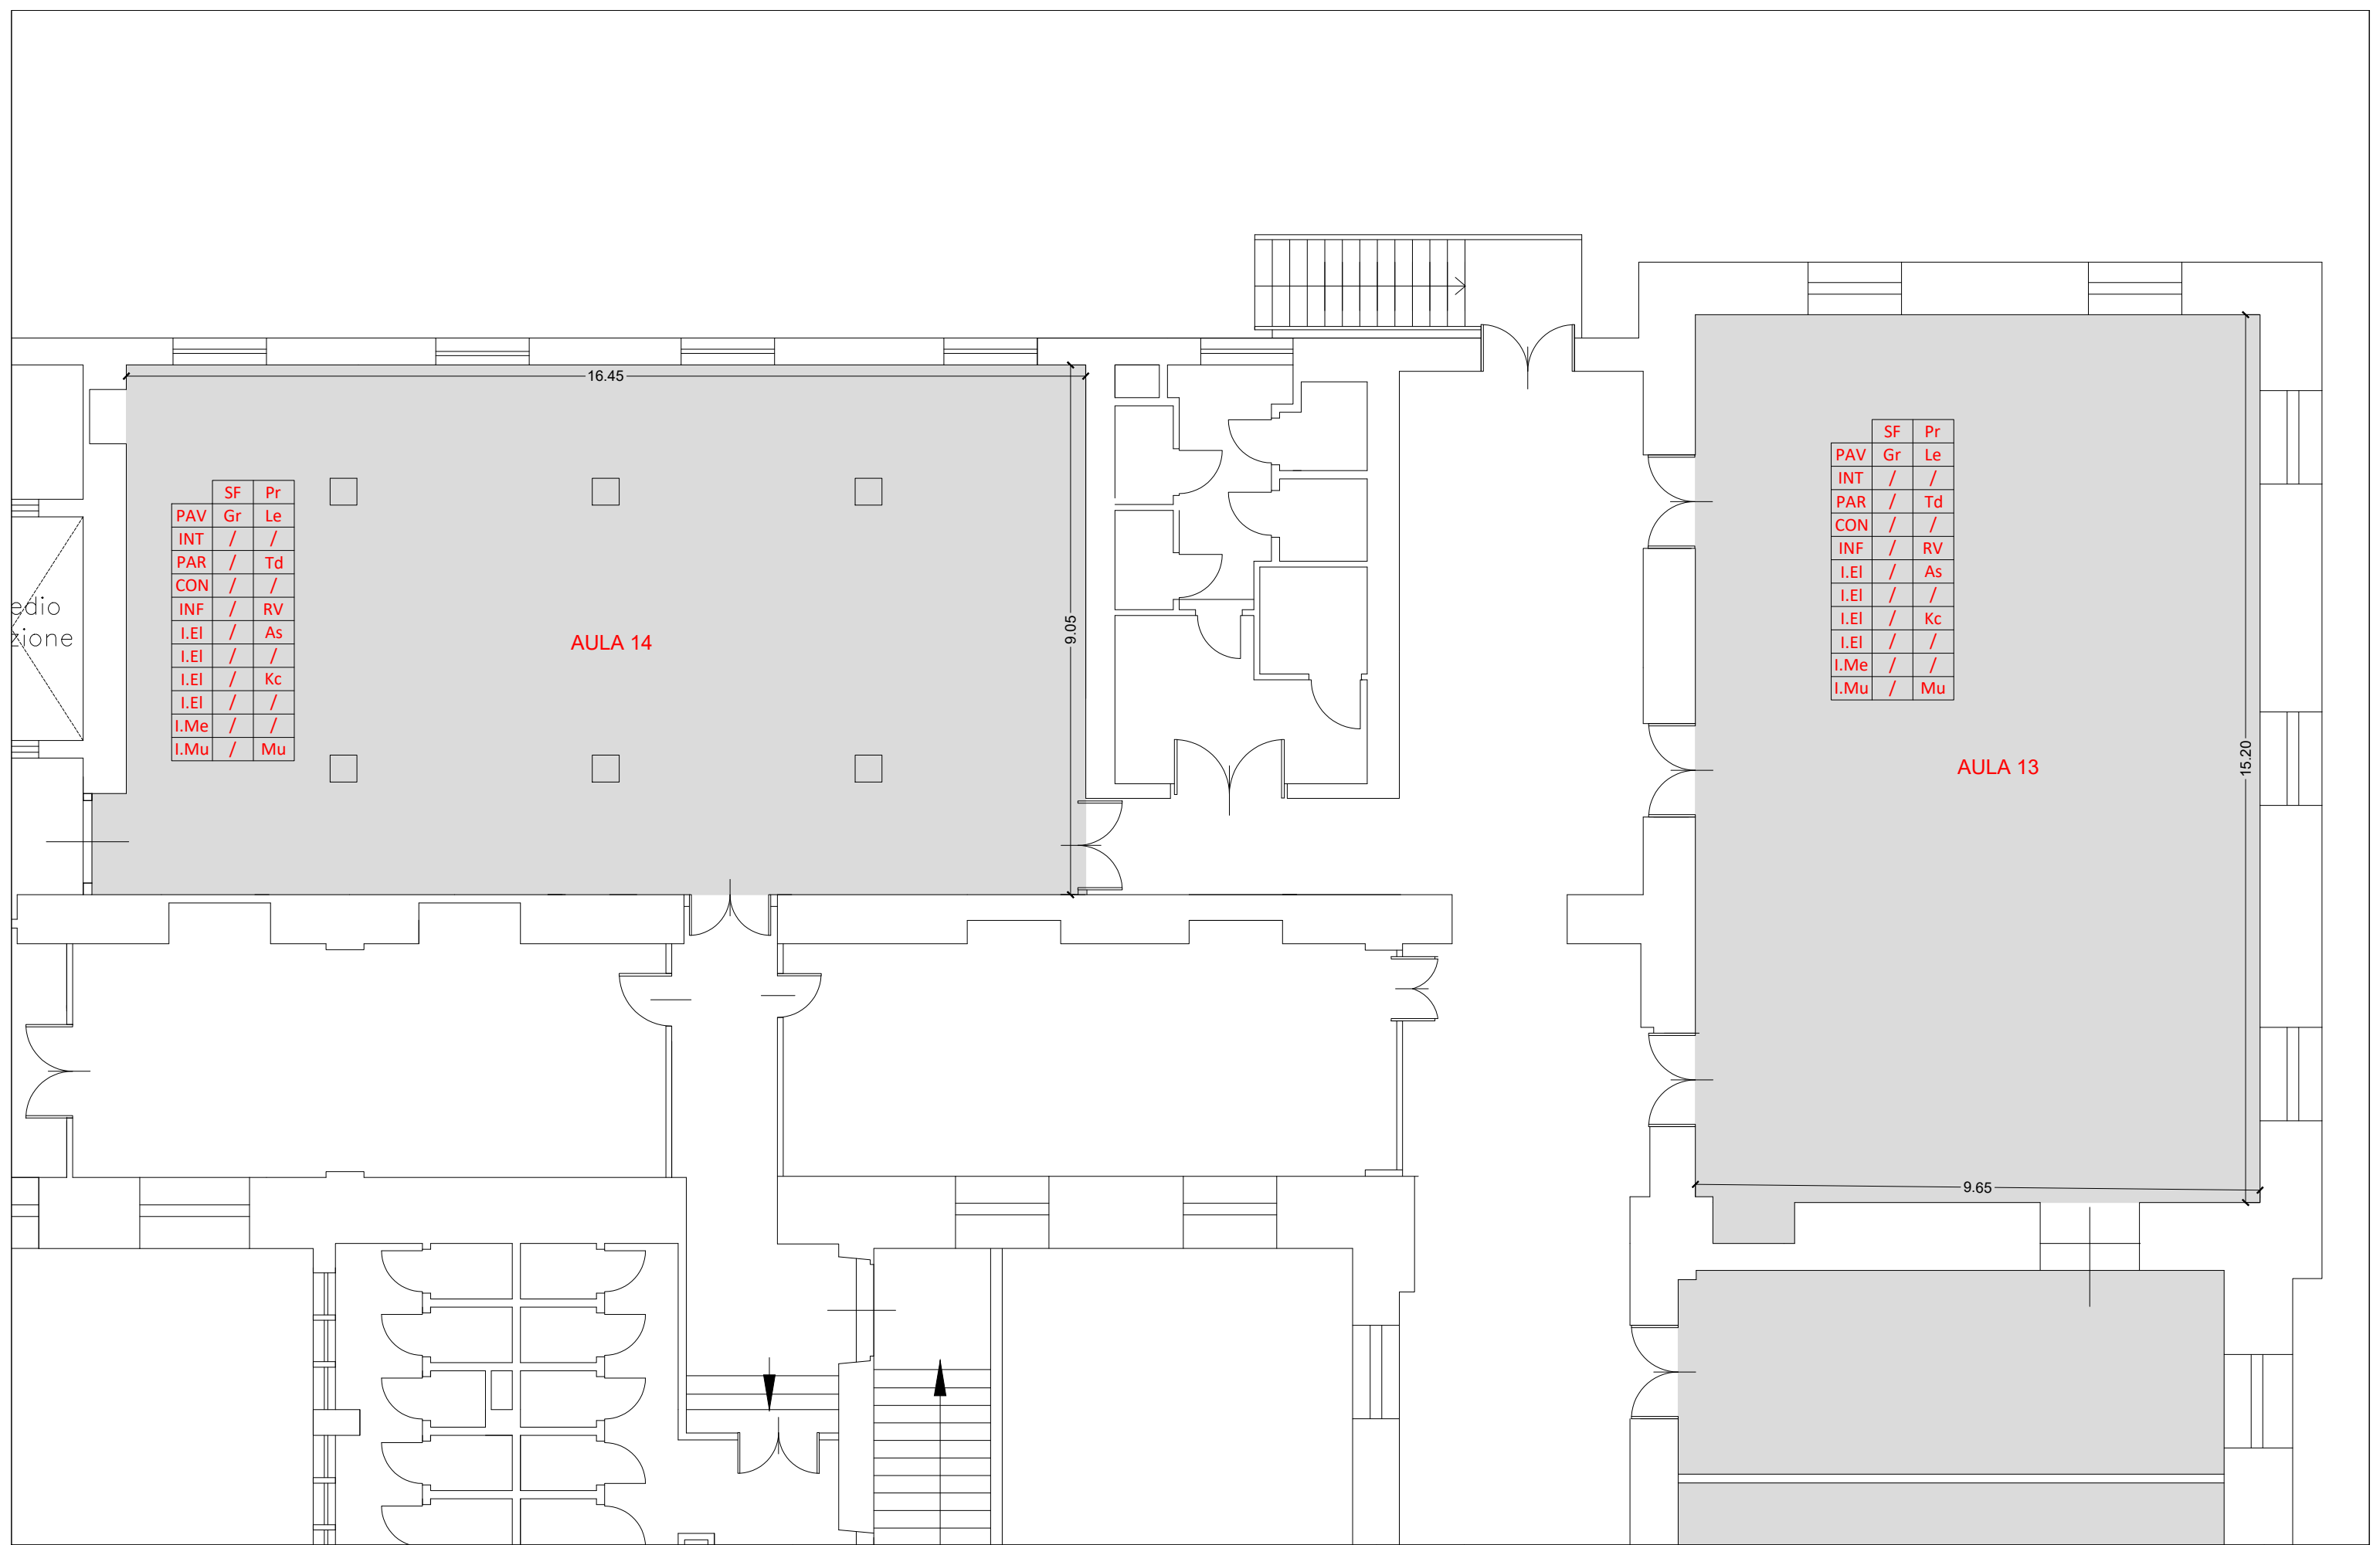 16.45
SF Pr
PAV Gr Le
INT / /
PAR / Td
CON / /
INF / RV
I.El / As
I.El / /
I.El / Kc
I.El / /
I.Me / /
I.Mu / Mu
AULA 14
9.05
edio
zione
SF Pr
PAV Gr Le
INT / /
PAR / Td
CON / /
INF / RV
I.El / As
I.El / /
I.El / Kc
I.El / /
I.Me / /
I.Mu / Mu
AULA 13
15.20
9.65